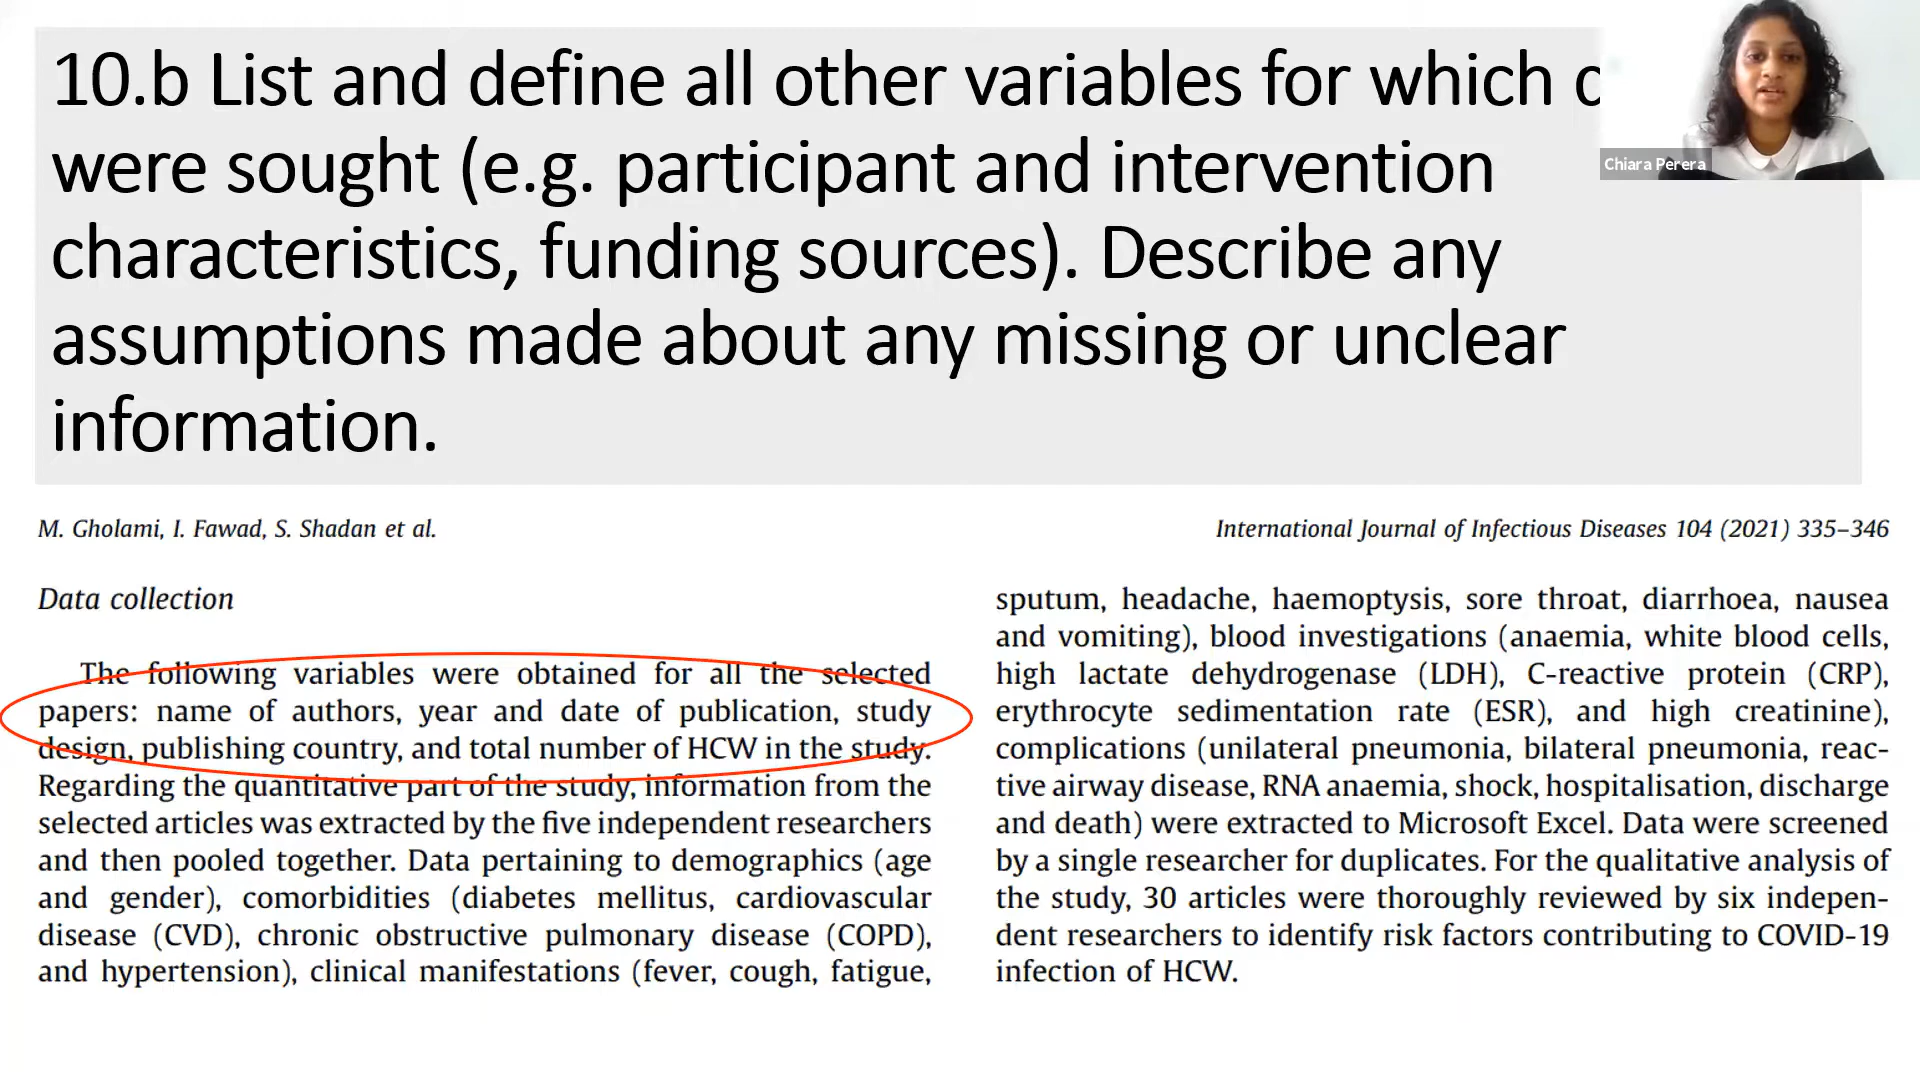 10.b List and define all other variables for which
were sought (e.g. participant and intervention
characteristics, funding sources). Describe any
assumptions made about any missing or unclear
information.
Chiara Perera
M. Gholami, I. Fawad, S. Shadan et al.
International Journal of Infectious Diseases 104 (2021) 335–346
Data collection
The following variables were obtained for all the selected
papers: name of authors, year and date of publication, study
design, publishing country, and total number of HCW in the study.
Regarding the quantitative part of the study, information from the
selected articles was extracted by the five independent researchers
and then pooled together. Data pertaining to demographics (age
and gender), comorbidities (diabetes mellitus, cardiovascular
disease (CVD), chronic obstructive pulmonary disease (COPD),
and hypertension), clinical manifestations (fever, cough, fatigue,
sputum, headache, haemoptysis, sore throat, diarrhoea, nausea
and vomiting), blood investigations (anaemia, white blood cells,
high lactate dehydrogenase (LDH), C-reactive protein (CRP),
erythrocyte sedimentation rate (ESR), and high creatinine),
complications (unilateral pneumonia, bilateral pneumonia, reac-
tive airway disease, RNA anaemia, shock, hospitalisation, discharge
and death) were extracted to Microsoft Excel. Data were screened
by a single researcher for duplicates. For the qualitative analysis of
the study, 30 articles were thoroughly reviewed by six indepen-
dent researchers to identify risk factors contributing to COVID-19
infection of HCW.